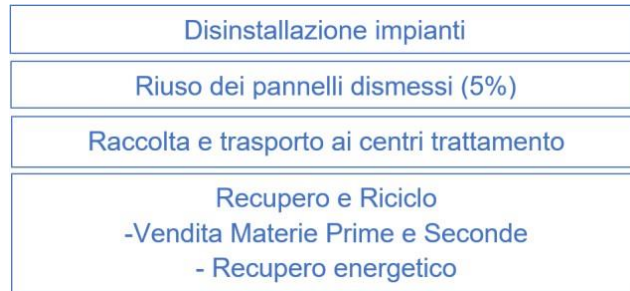 Disinstallazione impianti
Riuso dei pannelli dismessi (5%)
Raccolta e trasporto ai centri trattamento
Recupero e Riciclo
-Vendita Materie Prime e Seconde
- Recupero energetico